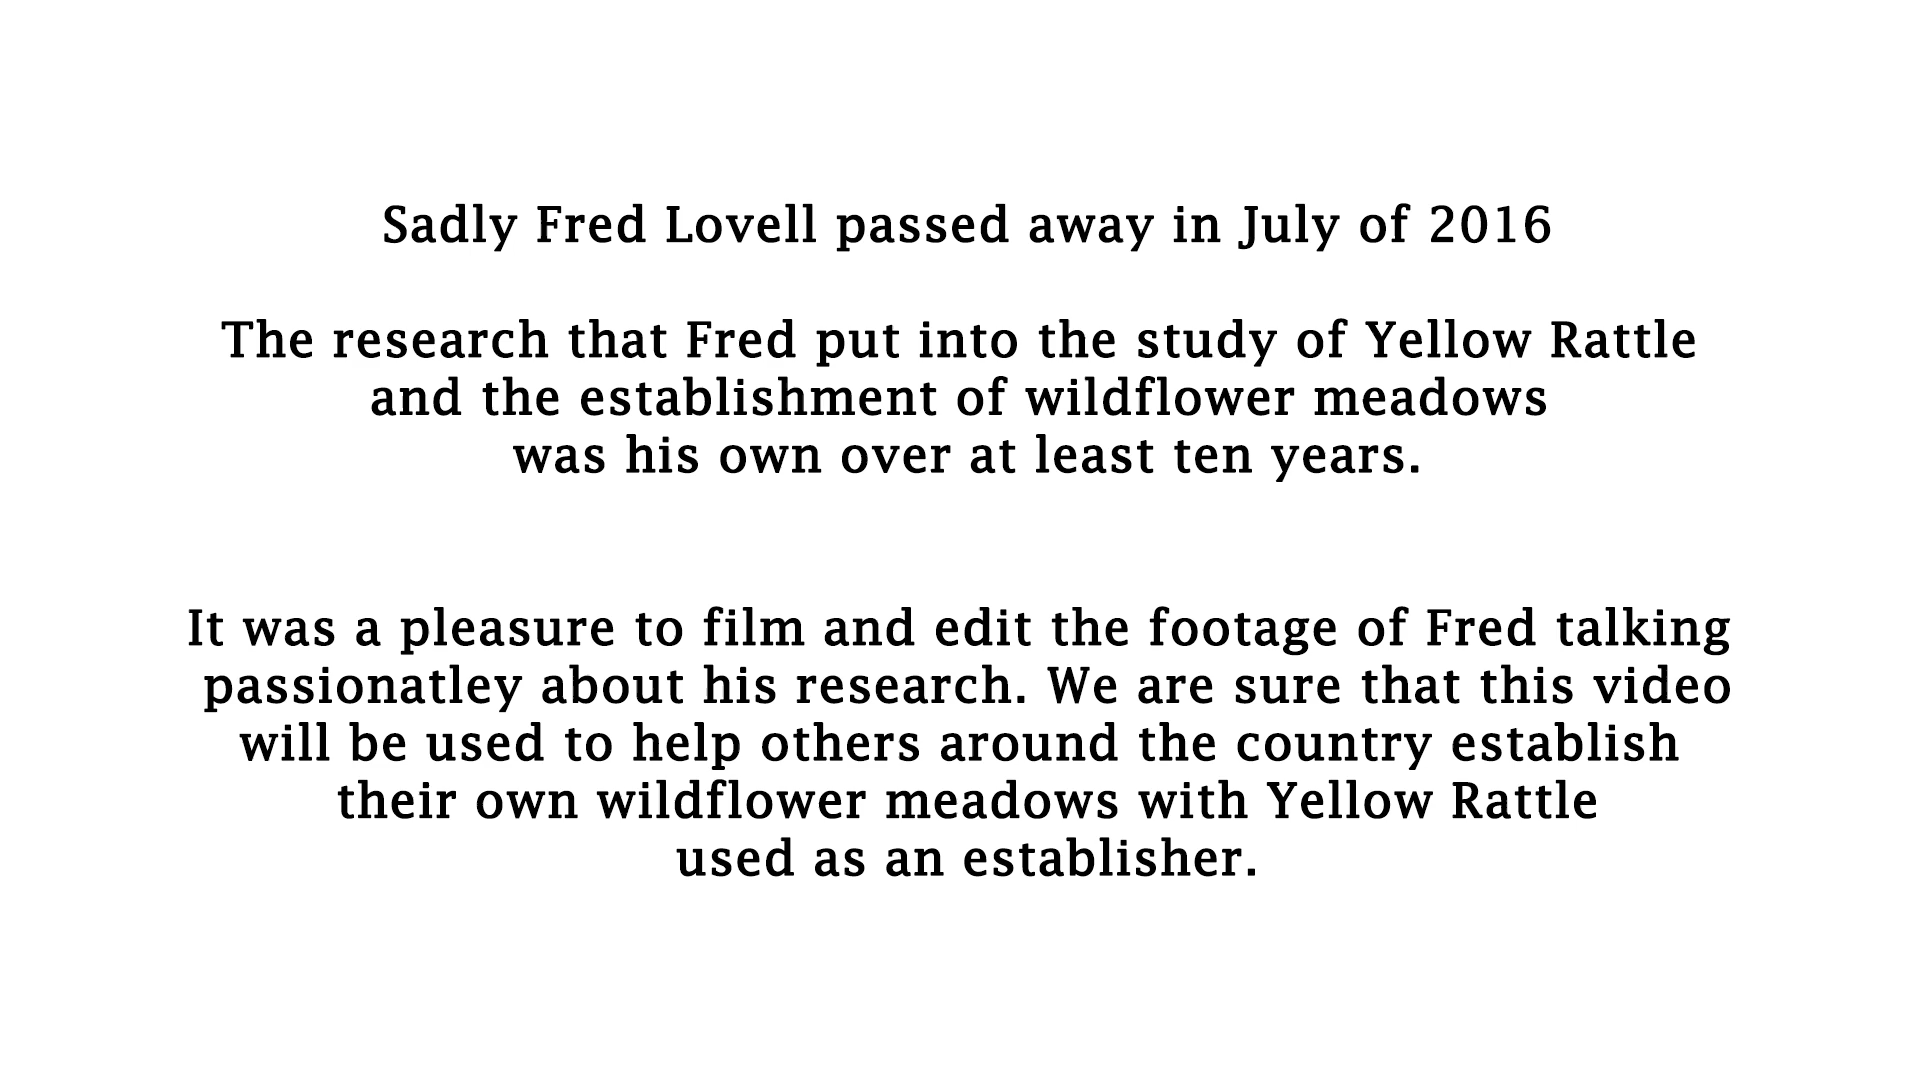 Sadly Fred Lovell passed away in July of 2016
The research that Fred put into the study of Yellow Rattle
and the establishment of wildflower meadows
was his own over at least ten years.
It was a pleasure to film and edit the footage of Fred talking
passionatley about his research. We are sure that this video
will be used to help others around the country establish
their own wildflower meadows with Yellow Rattle
used as an establisher.